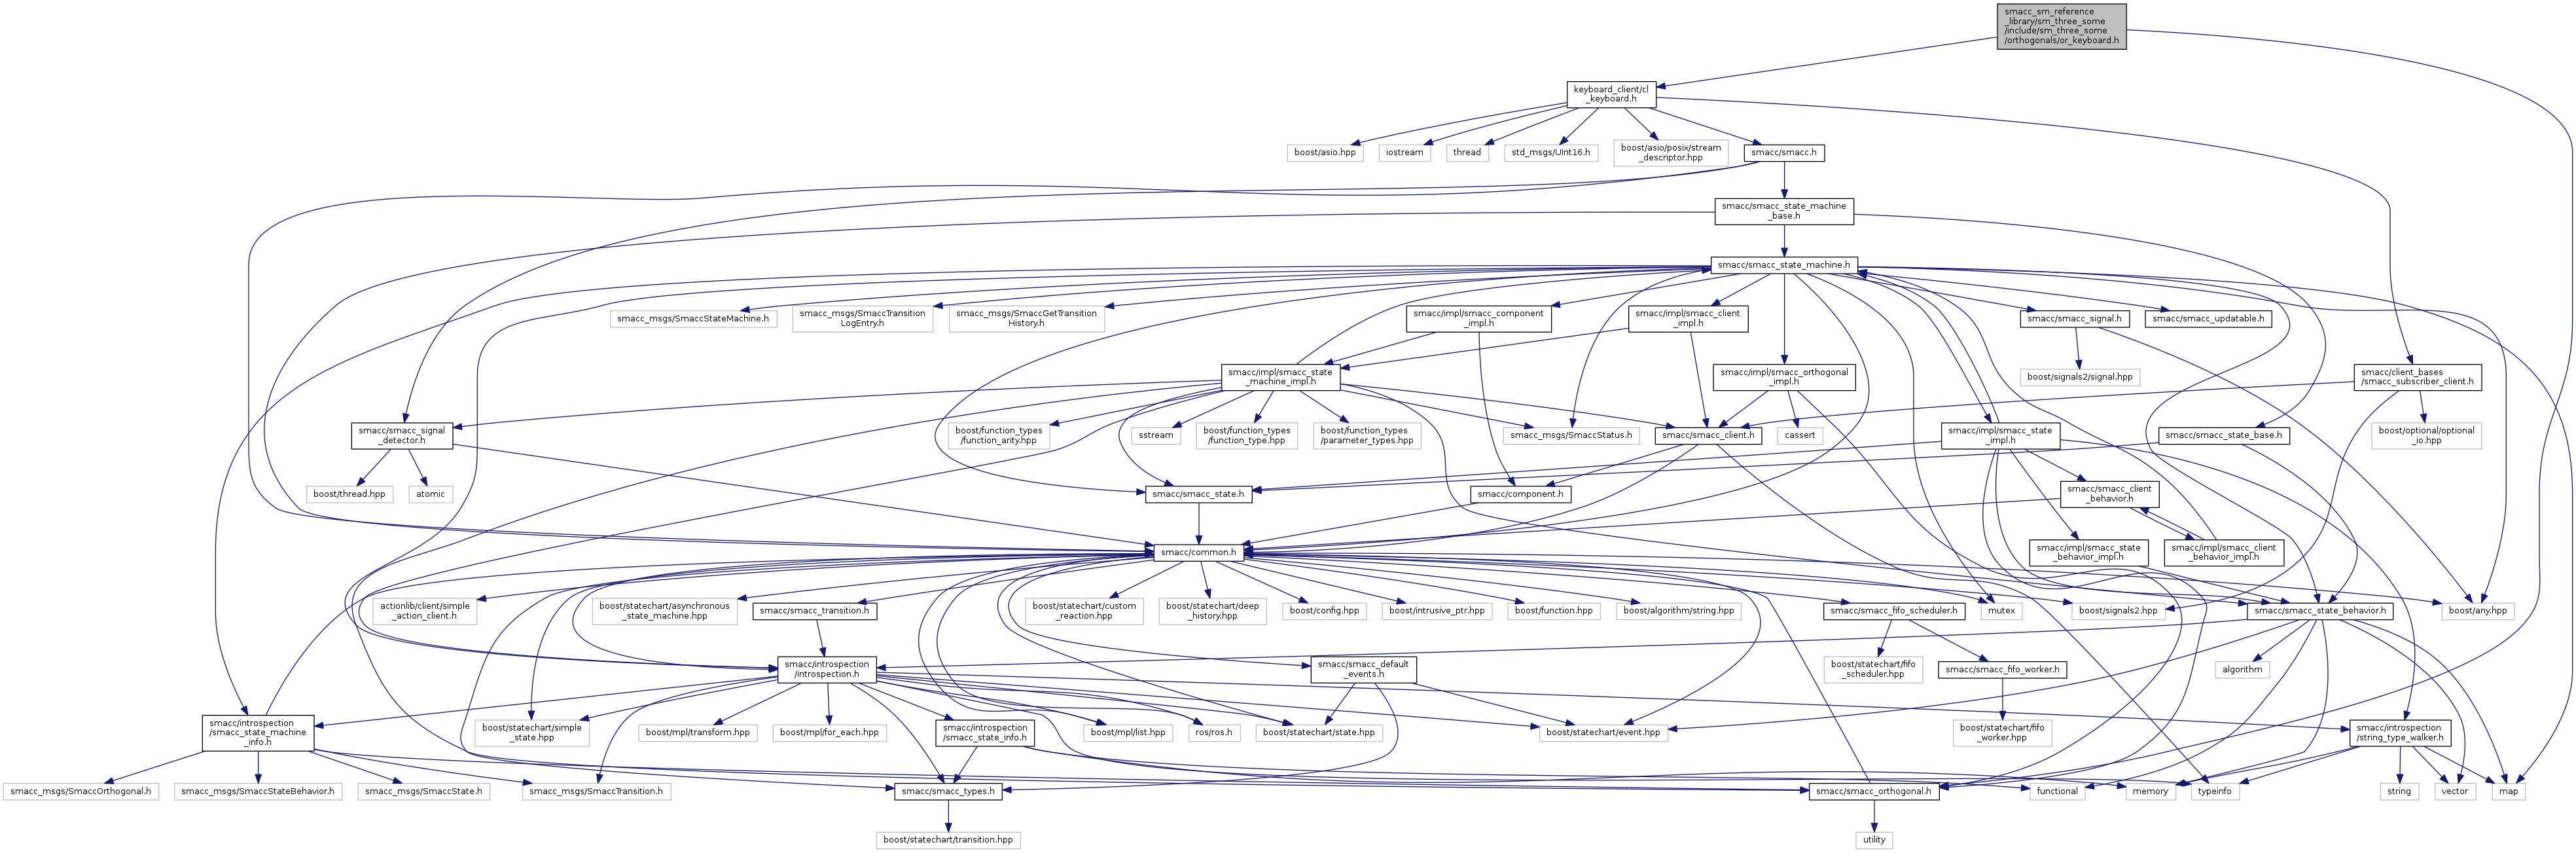 smacc_sm_reference
_library/sm_three_some
/include/sm_three_some
/orthogonals/or_keyboard.h
keyboard_client/cl
_keyboard.h
boost/asio.hpp
iostream
thread
std_msgs/UInt16.h
boost/asio/posix/stream
_descriptor.hpp
smacc/smacc.h
smacc/smacc_state_machine
_base.h
smacc/smacc_state_machine.h
smacc_msgs/SmaccStateMachine.h
smacc_msgs/SmaccTransition
LogEntry.h
smacc_msgs/SmaccGetTransition
History.h
smacc/impl/smacc_component
_impl.h
smacc/impl/smacc_client
_impl.h
smacc/smacc_signal.h
smacc/smacc_updatable.h
smacc/impl/smacc_state
_machine_impl.h
smacc/impl/smacc_orthogonal
_impl.h
boost/signals2/signal.hpp
smacc/client_bases
/smacc_subscriber_client.h
smacc/smacc_signal
_detector.h
boost/function_types
/function_arity.hpp
sstream
boost/function_types
/function_type.hpp
boost/function_types
/parameter_types.hpp
smacc_msgs/SmaccStatus.h
smacc/smacc_client.h
cassert
smacc/impl/smacc_state
_impl.h
smacc/smacc_state_base.h
boost/optional/optional
_io.hpp
boost/thread.hpp
atomic
smacc/smacc_state.h
smacc/component.h
smacc/smacc_client
_behavior.h
smacc/common.h
smacc/impl/smacc_state
_behavior_impl.h
smacc/impl/smacc_client
_behavior_impl.h
actionlib/client/simple
_action_client.h
boost/statechart/asynchronous
_state_machine.hpp
smacc/smacc_transition.h
boost/statechart/custom
_reaction.hpp
boost/statechart/deep
_history.hpp
boost/config.hpp
boost/intrusive_ptr.hpp
boost/function.hpp
boost/algorithm/string.hpp
smacc/smacc_fifo_scheduler.h
mutex
boost/signals2.hpp
smacc/smacc_state_behavior.h
boost/any.hpp
smacc/introspection
/introspection.h
smacc/smacc_default
_events.h
boost/statechart/fifo
_scheduler.hpp
smacc/smacc_fifo_worker.h
algorithm
smacc/introspection
/smacc_state_machine
_info.h
boost/statechart/simple
_state.hpp
boost/mpl/transform.hpp
boost/mpl/for_each.hpp
smacc/introspection
/smacc_state_info.h
boost/mpl/list.hpp
ros/ros.h
boost/statechart/state.hpp
boost/statechart/event.hpp
boost/statechart/fifo
_worker.hpp
smacc/introspection
/string_type_walker.h
smacc_msgs/SmaccOrthogonal.h
smacc_msgs/SmaccStateBehavior.h
smacc_msgs/SmaccState.h
smacc_msgs/SmaccTransition.h
smacc/smacc_types.h
smacc/smacc_orthogonal.h
functional
memory
typeinfo
string
vector
map
boost/statechart/transition.hpp
utility